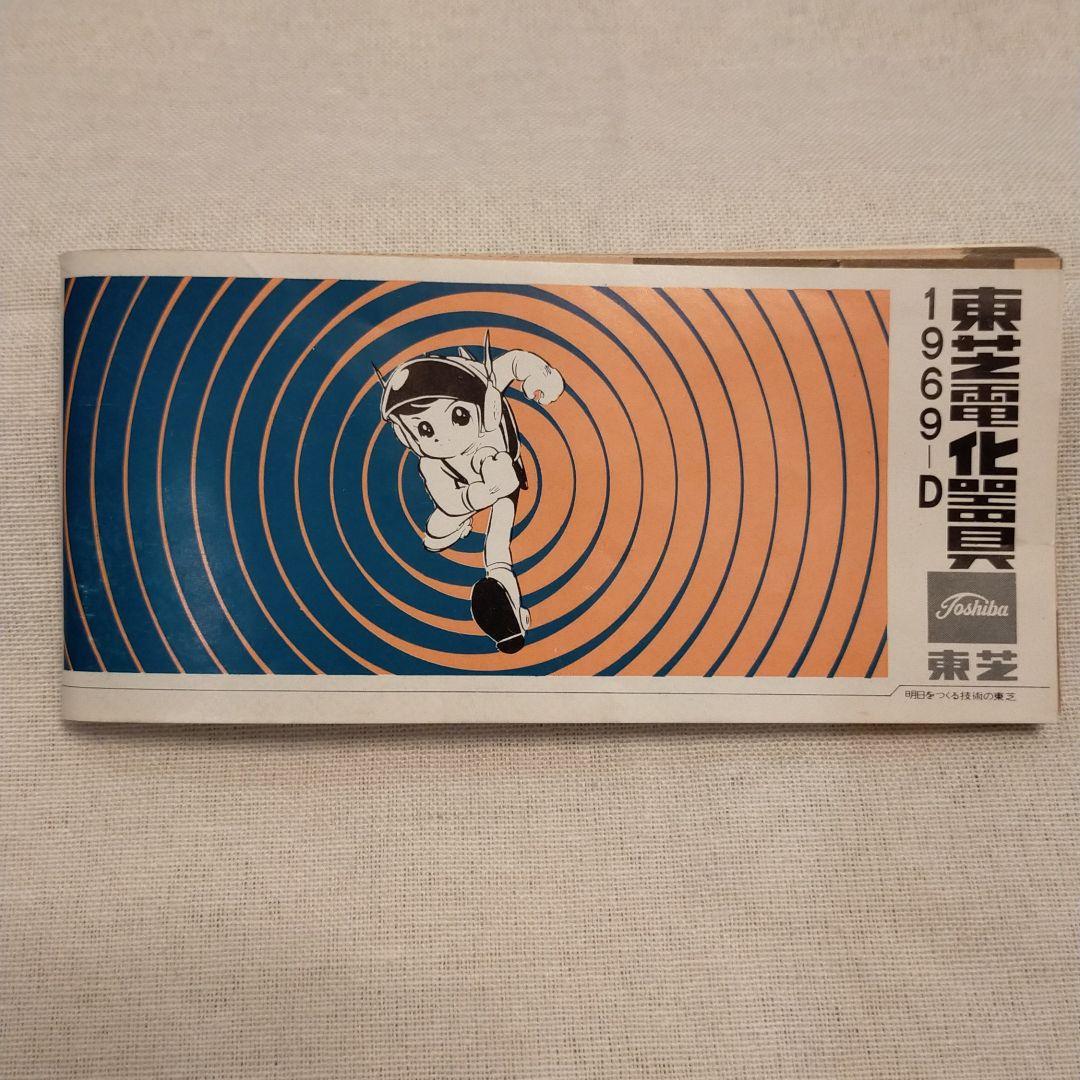 東芝電化器具
1969-D
Toshiba
東芝
明日をつくる技術の東芝